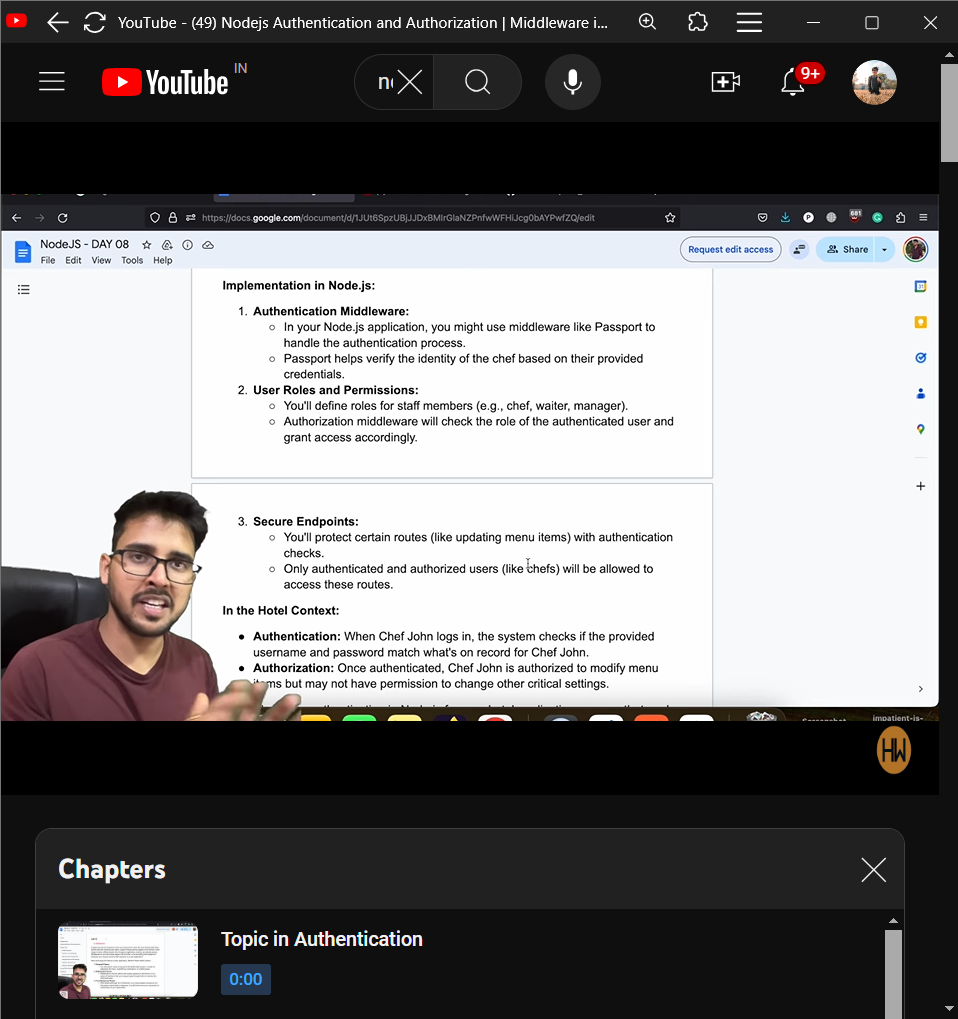 YouTube - (49) Nodejs Authentication and Authorization | Middleware i...
YouTube
IN
9+
https://docs.google.com/document/d/1JUt6SpzUBjJJDxBMIrGlaNZPnfwWFHiJcg0bAYPwfZQ/edit
NodeJS - DAY 08
File Edit View Tools Help
Request edit access
Share
Implementation in Node.js:
1. Authentication Middleware:
○ In your Node.js application, you might use middleware like Passport to
handle the authentication process.
○ Passport helps verify the identity of the chef based on their provided
credentials.
2. User Roles and Permissions:
○ You'll define roles for staff members (e.g., chef, waiter, manager).
○ Authorization middleware will check the role of the authenticated user and
grant access accordingly.
3. Secure Endpoints:
○ You'll protect certain routes (like updating menu items) with authentication
checks.
○ Only authenticated and authorized users (like chefs) will be allowed to
access these routes.
In the Hotel Context:
● Authentication: When Chef John logs in, the system checks if the provided
username and password match what's on record for Chef John.
● Authorization: Once authenticated, Chef John is authorized to modify menu
items but may not have permission to change other critical settings.
impatient-is-
HW
Chapters
Topic in Authentication
0:00